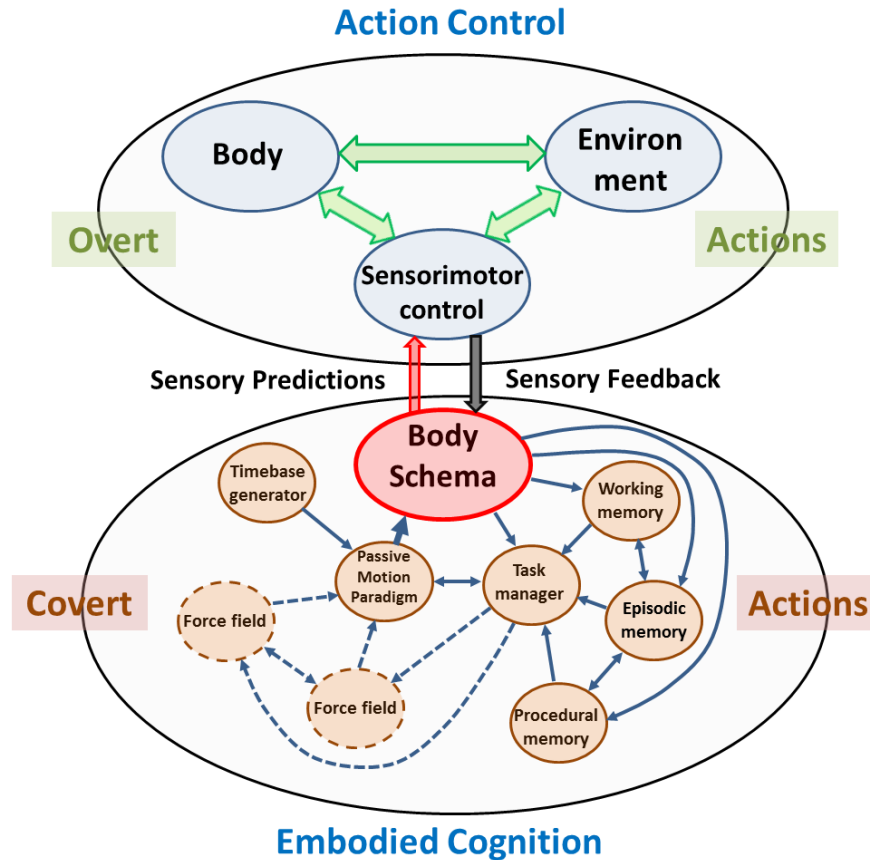 Action Control
Body
Environ
ment
Overt
Actions
Sensorimotor
control
Sensory Predictions
Sensory Feedback
Body
Schema
Timebase
generator
Working
memory
Passive
Motion
Paradigm
Task
manager
Covert
Actions
Force field
Episodic
memory
Force field
Procedural
memory
Embodied Cognition